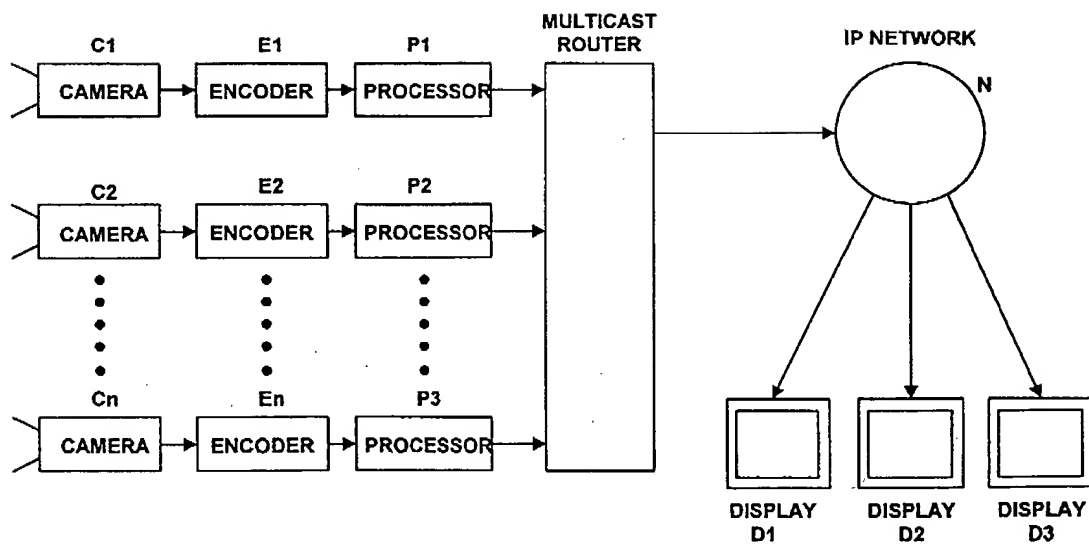 C1 E1 P1 MULTICAST ROUTER
CAMERA ENCODER PROCESSOR
IP NETWORK
N
C2 E2 P2
CAMERA ENCODER PROCESSOR
Cn En P3
CAMERA ENCODER PROCESSOR
DISPLAY D1
DISPLAY D2
DISPLAY D3